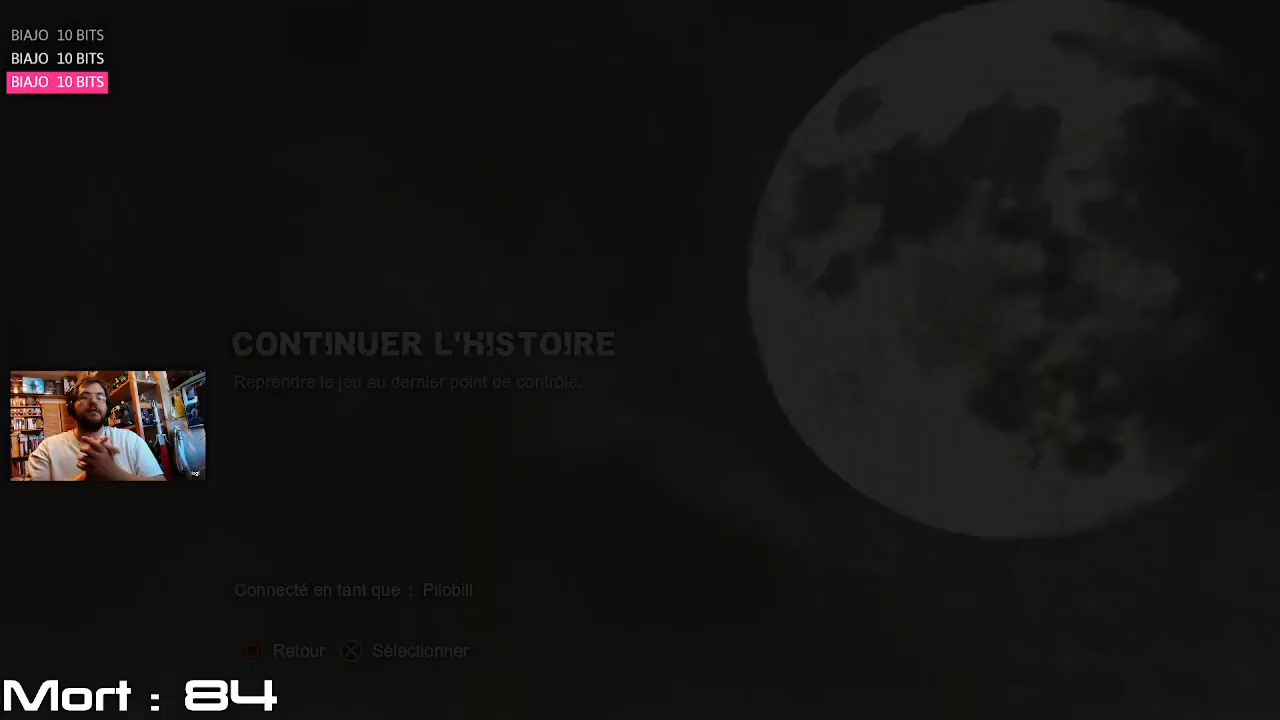 BIAJO 10 BITS
BIAJO 10 BITS
BIAJO 10 BITS
CONTINUER L'HISTOIRE
Reprendre le jeu au dernier point de contrôle.
Connecté en tant que : Pilobill
Retour Sélectionner
Mort : 84